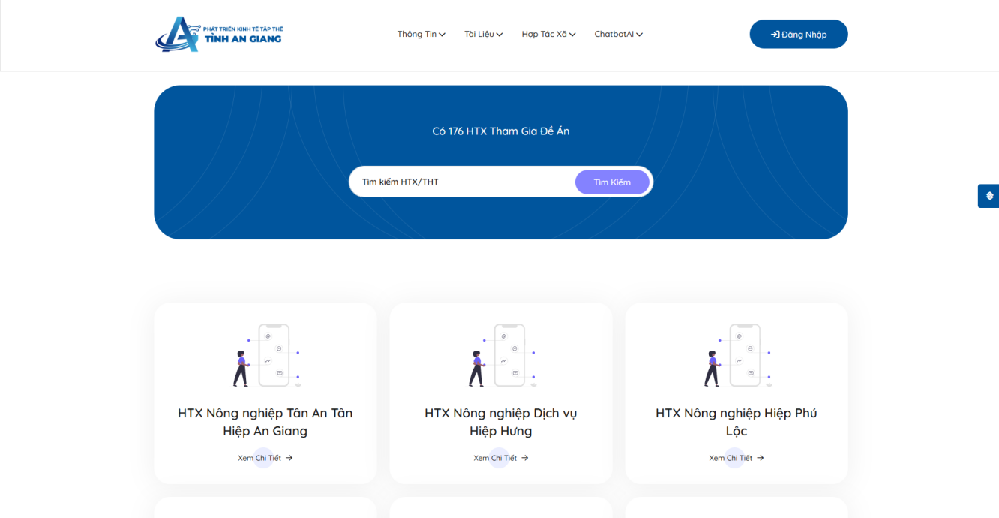 PHÁT TRIỂN KINH TẾ TẬP THỂ
TỈNH AN GIANG
Thông Tin
Tài Liệu
Hợp Tác Xã
ChatbotAI
Đăng Nhập
Có 176 HTX Tham Gia Đề Án
Tìm kiếm HTX/THT
Tìm Kiếm
HTX Nông nghiệp Tân An Tân
Hiệp An Giang
Xem Chi Tiết
HTX Nông nghiệp Dịch vụ
Hiệp Hưng
Xem Chi Tiết
HTX Nông nghiệp Hiệp Phú
Lộc
Xem Chi Tiết